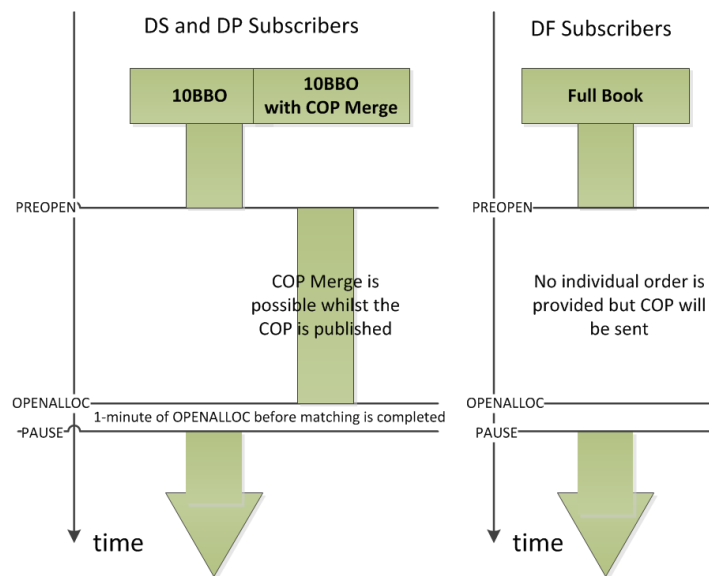 DS and DP Subscribers
DF Subscribers
10BBO
10BBO
with COP Merge
Full Book
PREOPEN
PREOPEN
COP Merge is
possible whilst the
COP is published
No individual order is
provided but COP will
be sent
OPENALLOC
OPENALLOC
1-minute of OPENALLOC before matching is completed
PAUSE
PAUSE
time
time